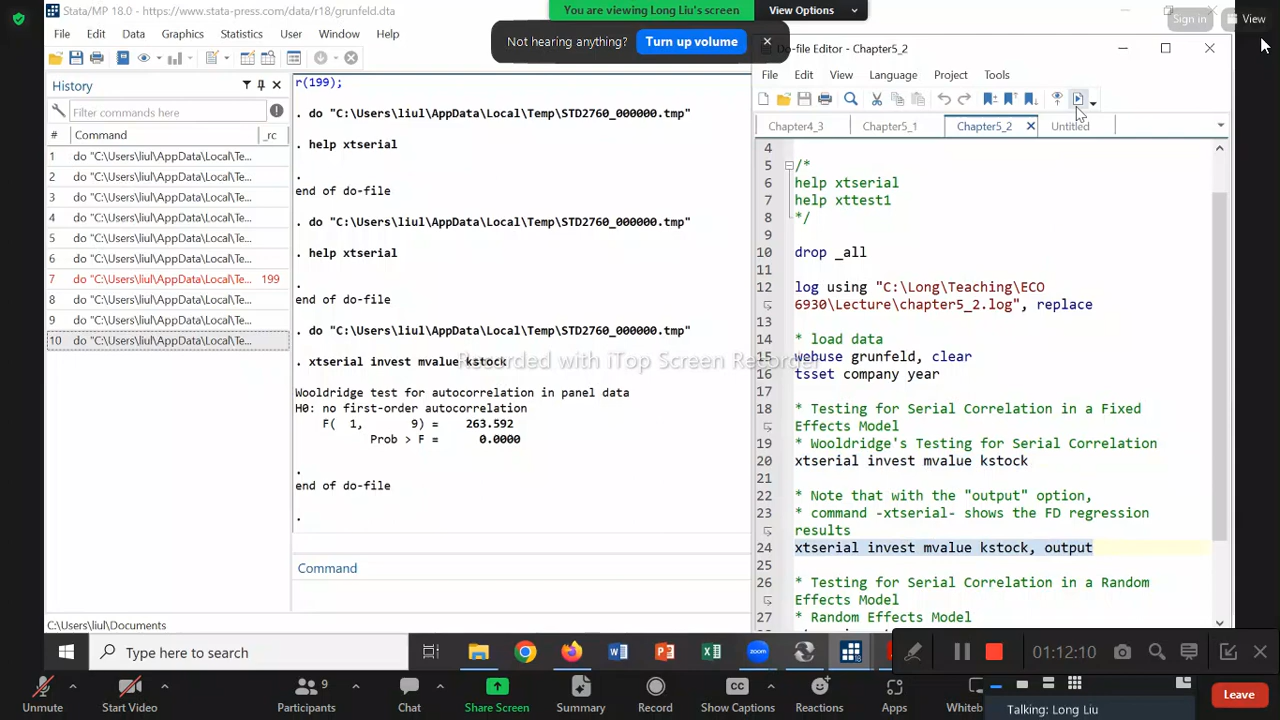 Stata/MP 18.0 - https://www.stata-press.com/data/r18/grunfeld.dta
You are viewing Long Liu's screen
View Options
Sign in
View
File Edit Data Graphics Statistics User Window Help
Not hearing anything?
Turn up volume
Do-file Editor - Chapter5_2
File Edit View Language Project Tools
History
Filter commands here
# Command _rc
1 do "C:\Users\liul\AppData\Local\Te...
2 do "C:\Users\liul\AppData\Local\Te...
3 do "C:\Users\liul\AppData\Local\Te...
4 do "C:\Users\liul\AppData\Local\Te...
5 do "C:\Users\liul\AppData\Local\Te...
6 do "C:\Users\liul\AppData\Local\Te...
7 do "C:\Users\liul\AppData\Local\Te... 199
8 do "C:\Users\liul\AppData\Local\Te...
9 do "C:\Users\liul\AppData\Local\Te...
10 do "C:\Users\liul\AppData\Local\Te...
r(199);
. do "C:\Users\liul\AppData\Local\Temp\STD2760_000000.tmp"
. help xtserial
.
end of do-file
. do "C:\Users\liul\AppData\Local\Temp\STD2760_000000.tmp"
. help xtserial
.
end of do-file
. do "C:\Users\liul\AppData\Local\Temp\STD2760_000000.tmp"
. xtserial invest mvalue kstock
Wooldridge test for autocorrelation in panel data
H0: no first-order autocorrelation
F( 1, 9) = 263.592
Prob > F = 0.0000
.
end of do-file
.
Command
C:\Users\liul\Documents
Recorded with iTop Screen Recorder
Chapter4_3 Chapter5_1 Chapter5_2 Untitled
4
5 /*
6 help xtserial
7 help xttest1
8 */
9
10 drop _all
11
12 log using "C:\Long\Teaching\ECO
6930\Lecture\chapter5_2.log", replace
13
14 * load data
15 webuse grunfeld, clear
16 tsset company year
17
18 * Testing for Serial Correlation in a Fixed
Effects Model
19 * Wooldridge's Testing for Serial Correlation
20 xtserial invest mvalue kstock
21
22 * Note that with the "output" option,
23 * command -xtserial- shows the FD regression
results
24 xtserial invest mvalue kstock, output
25
26 * Testing for Serial Correlation in a Random
Effects Model
27 * Random Effects Model
Type here to search
01:12:10
Unmute
Start Video
Participants
9
Chat
Share Screen
Summary
Record
Show Captions
Reactions
Apps
Whiteb
Talking: Long Liu
Leave